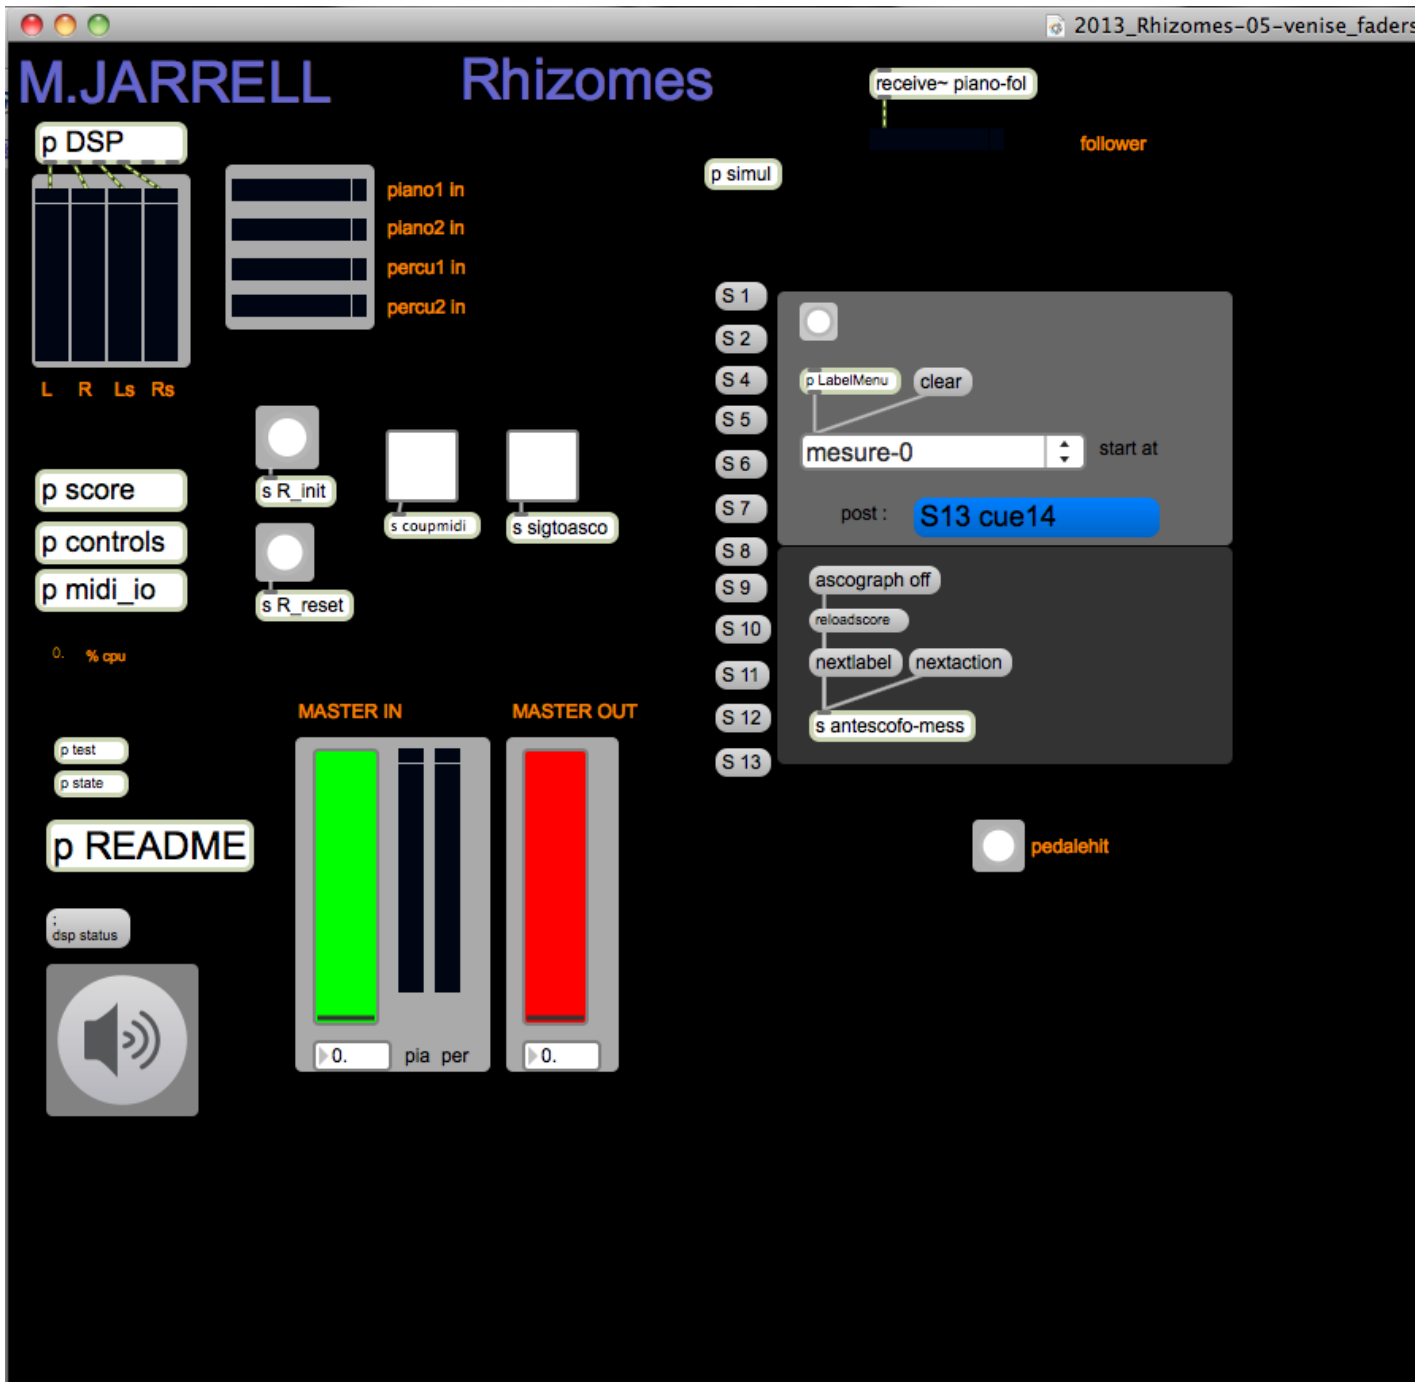 2013_Rhizomes-05-venise_faders
M.JARRELL
Rhizomes
receive~ piano-fol
p DSP
follower
p simul
piano1 in
piano2 in
percu1 in
percu2 in
L R Ls Rs
S 1
S 2
S 4
p LabelMenu
clear
S 5
mesure-0
start at
S 6
p score
s R_init
S 7
post :
S13 cue14
s coupmidi
s sigtoasco
p controls
S 8
p midi_io
S 9
ascograph off
s R_reset
S 10
reloadscore
0. % cpu
S 11
nextlabel
nextaction
MASTER IN
MASTER OUT
S 12
s antescofo-mess
p test
S 13
p state
p README
pedalehit
;
dsp status
0.
pia per
0.